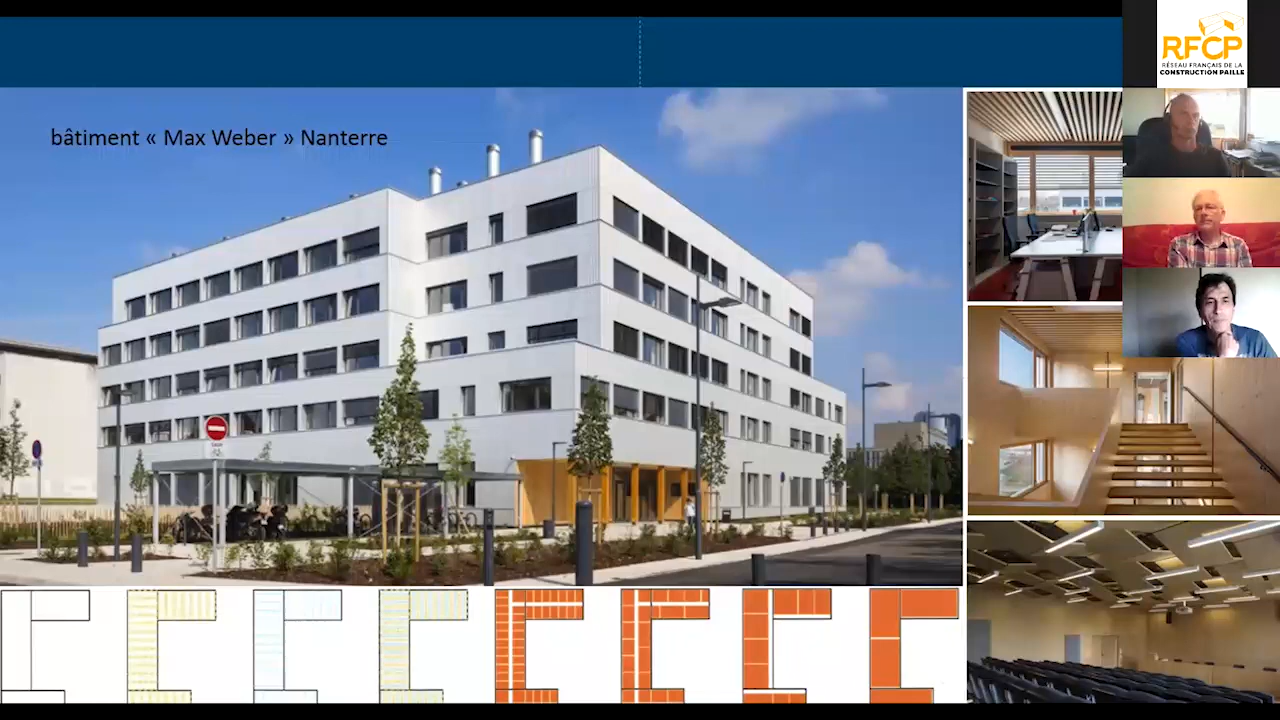 bâtiment « Max Weber » Nanterre
RFCP
RÉSEAU FRANÇAIS DE LA
CONSTRUCTION PAILLE